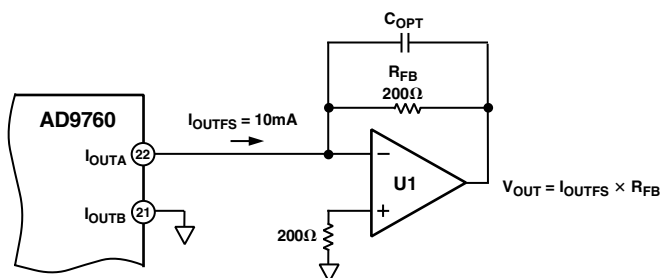 C_OPT
R_FB
200Ω
AD9760
I_OUTFS = 10mA
I_OUTA 22
−
U1
V_OUT = I_OUTFS × R_FB
+
I_OUTB 21
200Ω